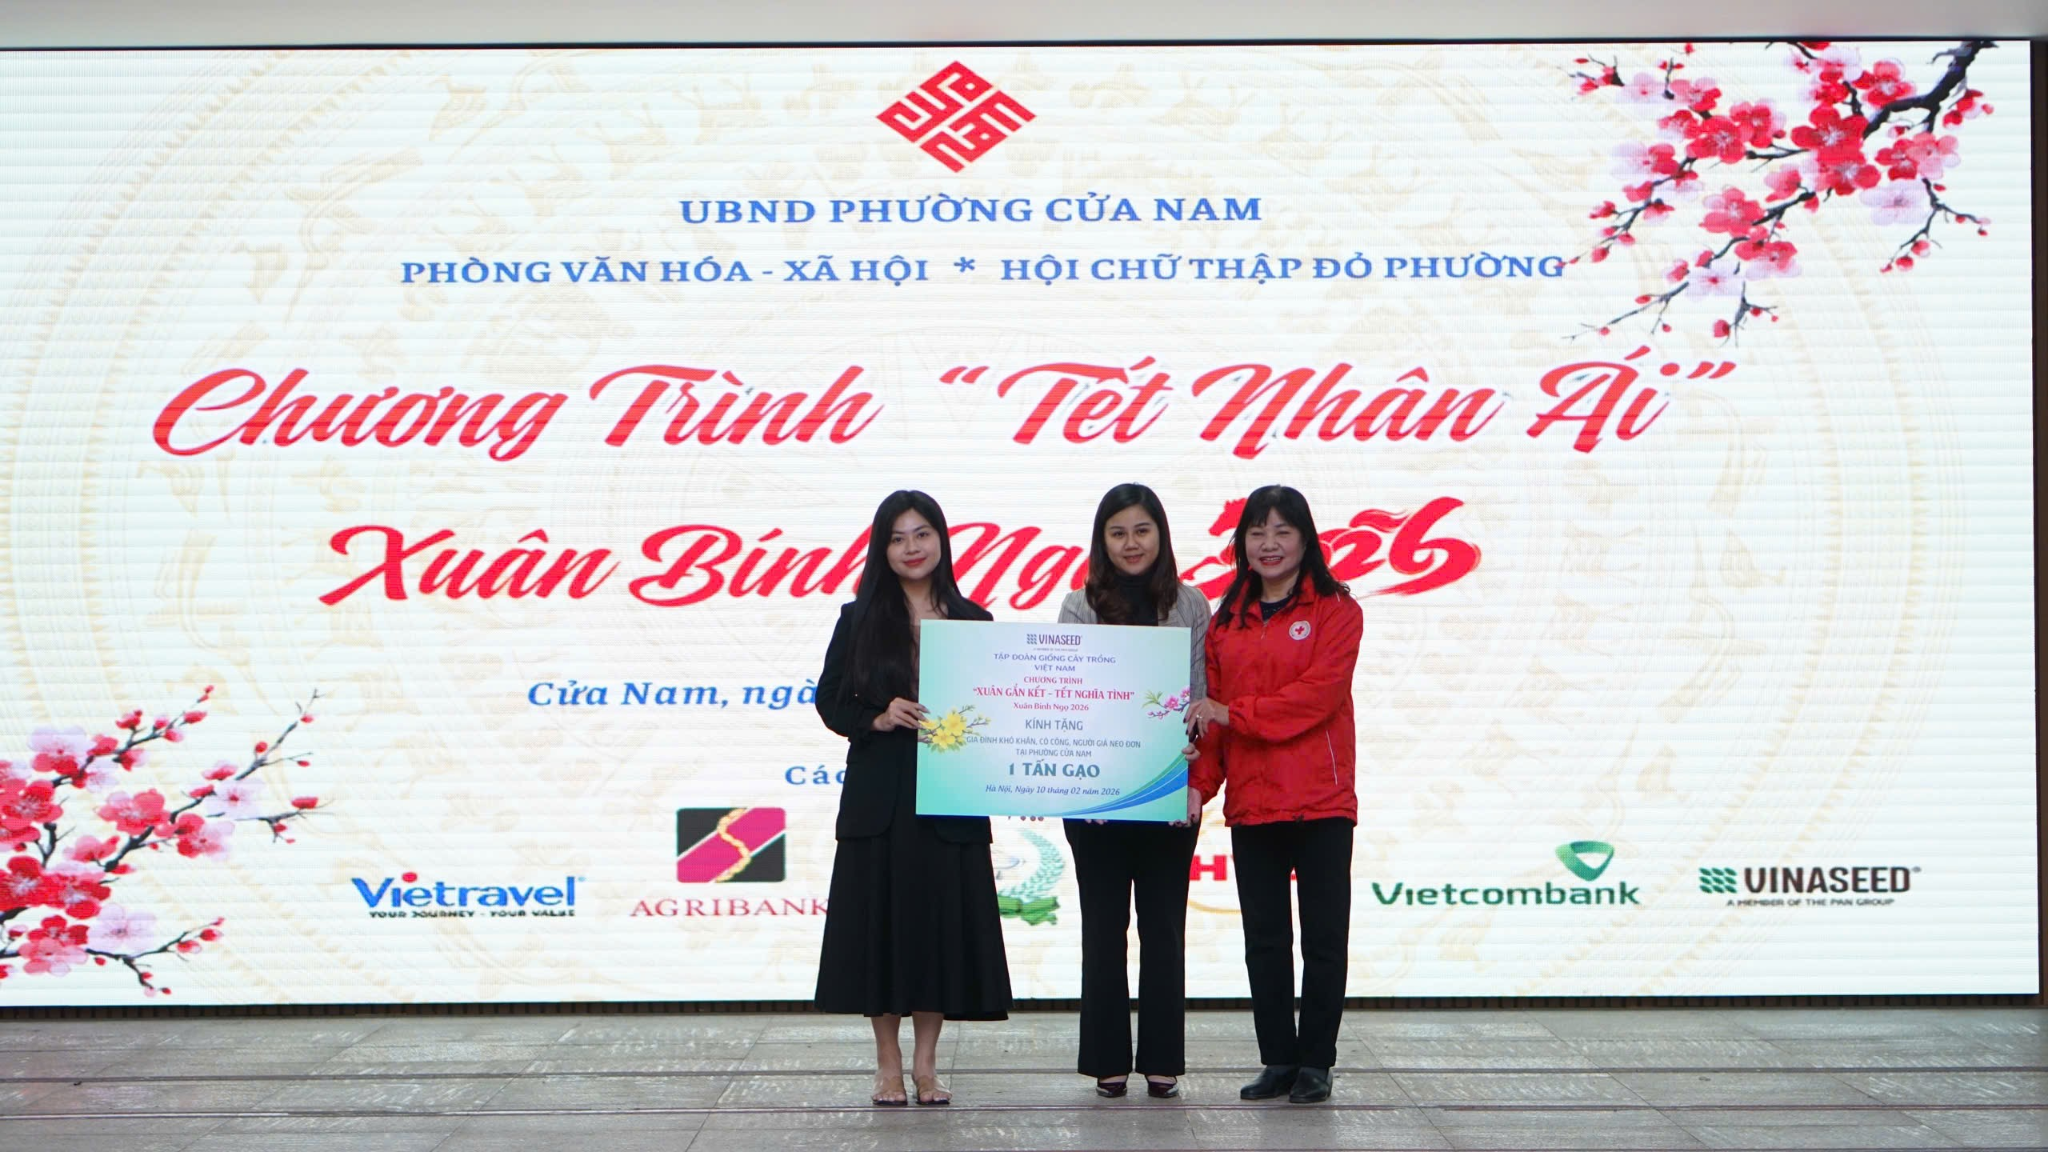 UBND PHƯỜNG CỬA NAM
PHÒNG VĂN HÓA - XÃ HỘI * HỘI CHỮ THẬP ĐỎ PHƯỜNG
Chương Trình “Tết Nhân Ái”
Xuân Bính Ngọ 2026
Cửa Nam,
VINASEED
TẬP ĐOÀN GIỐNG CÂY TRỒNG
VIỆT NAM
CHƯƠNG TRÌNH
“XUÂN GẮN KẾT - TẾT NGHĨA TÌNH”
Xuân Bính Ngọ 2026
KÍNH TẶNG
GIA ĐÌNH KHÓ KHĂN, CÓ CÔNG, NGƯỜI GIÀ NEO ĐƠN
TẠI PHƯỜNG CỬA NAM
1 TẤN GẠO
Hà Nội, Ngày 10 tháng 02 năm 2026
Vietravel
YOUR JOURNEY - YOUR VALUE
AGRIBANK
Vietcombank
VINASEED
A MEMBER OF THE PAN GROUP